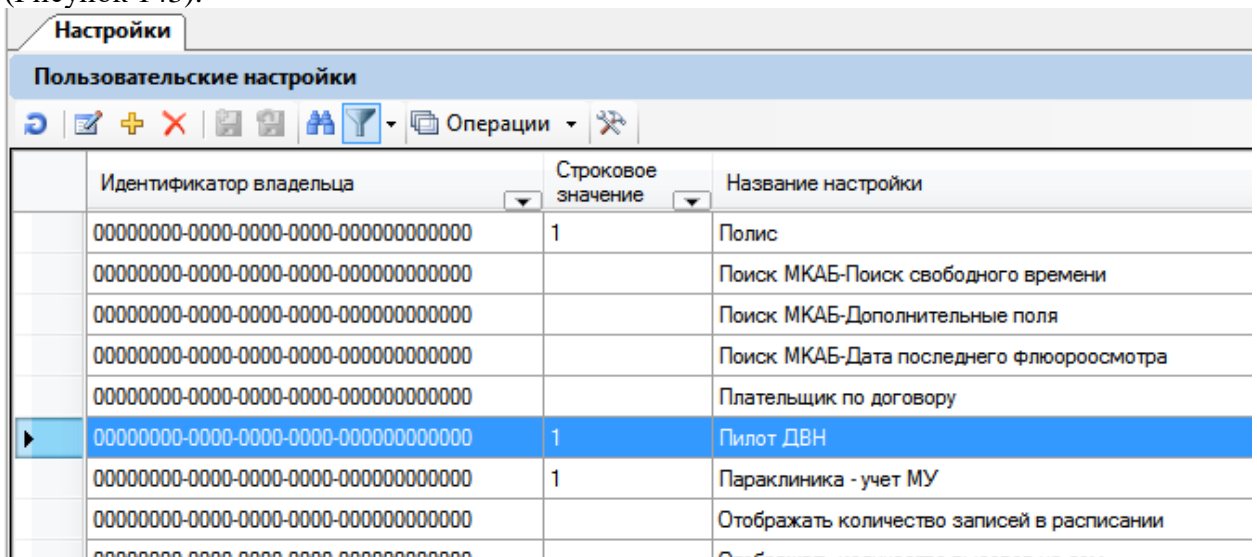 (Рисунок 143).
Настройки
Пользовательские настройки
Операции
Идентификатор владельца
Строковое
значение
Название настройки
00000000-0000-0000-0000-000000000000 1 Полис
00000000-0000-0000-0000-000000000000 Поиск МКАБ-Поиск свободного времени
00000000-0000-0000-0000-000000000000 Поиск МКАБ-Дополнительные поля
00000000-0000-0000-0000-000000000000 Поиск МКАБ-Дата последнего флюороосмотра
00000000-0000-0000-0000-000000000000 Плательщик по договору
00000000-0000-0000-0000-000000000000 1 Пилот ДВН
00000000-0000-0000-0000-000000000000 1 Параклиника - учет МУ
00000000-0000-0000-0000-000000000000 Отображать количество записей в расписании